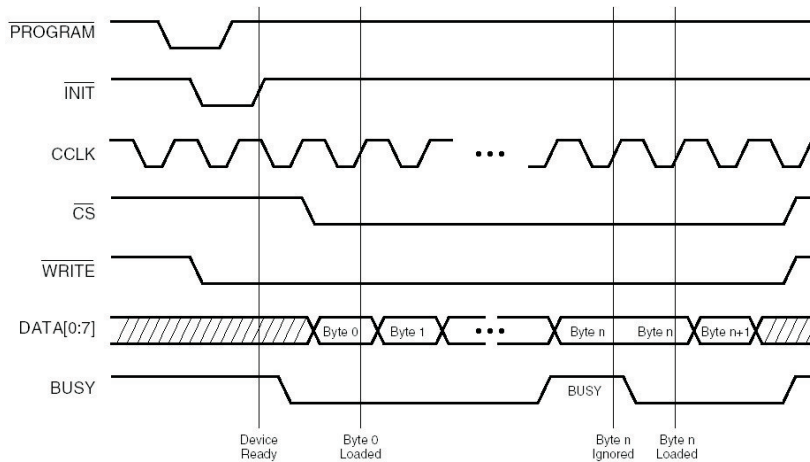 PROGRAM
INIT
CCLK
CS
WRITE
DATA[0:7] Byte 0 Byte 1 Byte n Byte n Byte n+1
BUSY BUSY
Device Byte 0 Byte n Byte n
Ready Loaded Ignored Loaded